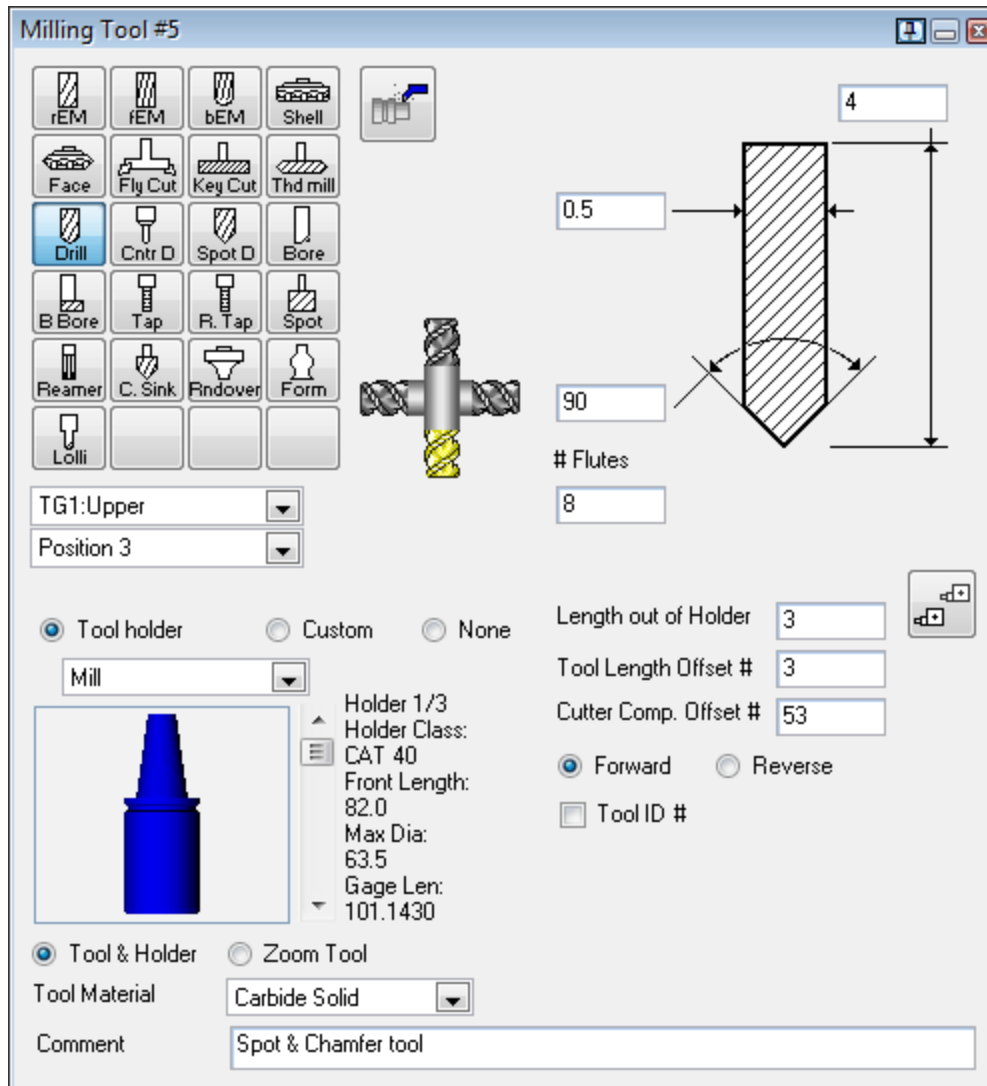 Milling Tool #5
rEM fEM bEM Shell
Face Fly Cut Key Cut Thd mill
Drill Cntr D Spot D Bore
B Bore Tap R. Tap Spot
Reamer C. Sink Rndover Form
Lolli
4
0.5
90
# Flutes
8
TG1:Upper
Position 3
Tool holder Custom None
Mill
Holder 1/3
Holder Class:
CAT 40
Front Length:
82.0
Max Dia:
63.5
Gage Len:
101.1430
Length out of Holder 3
Tool Length Offset # 3
Cutter Comp. Offset # 53
Forward Reverse
Tool ID #
Tool & Holder Zoom Tool
Tool Material Carbide Solid
Comment Spot & Chamfer tool